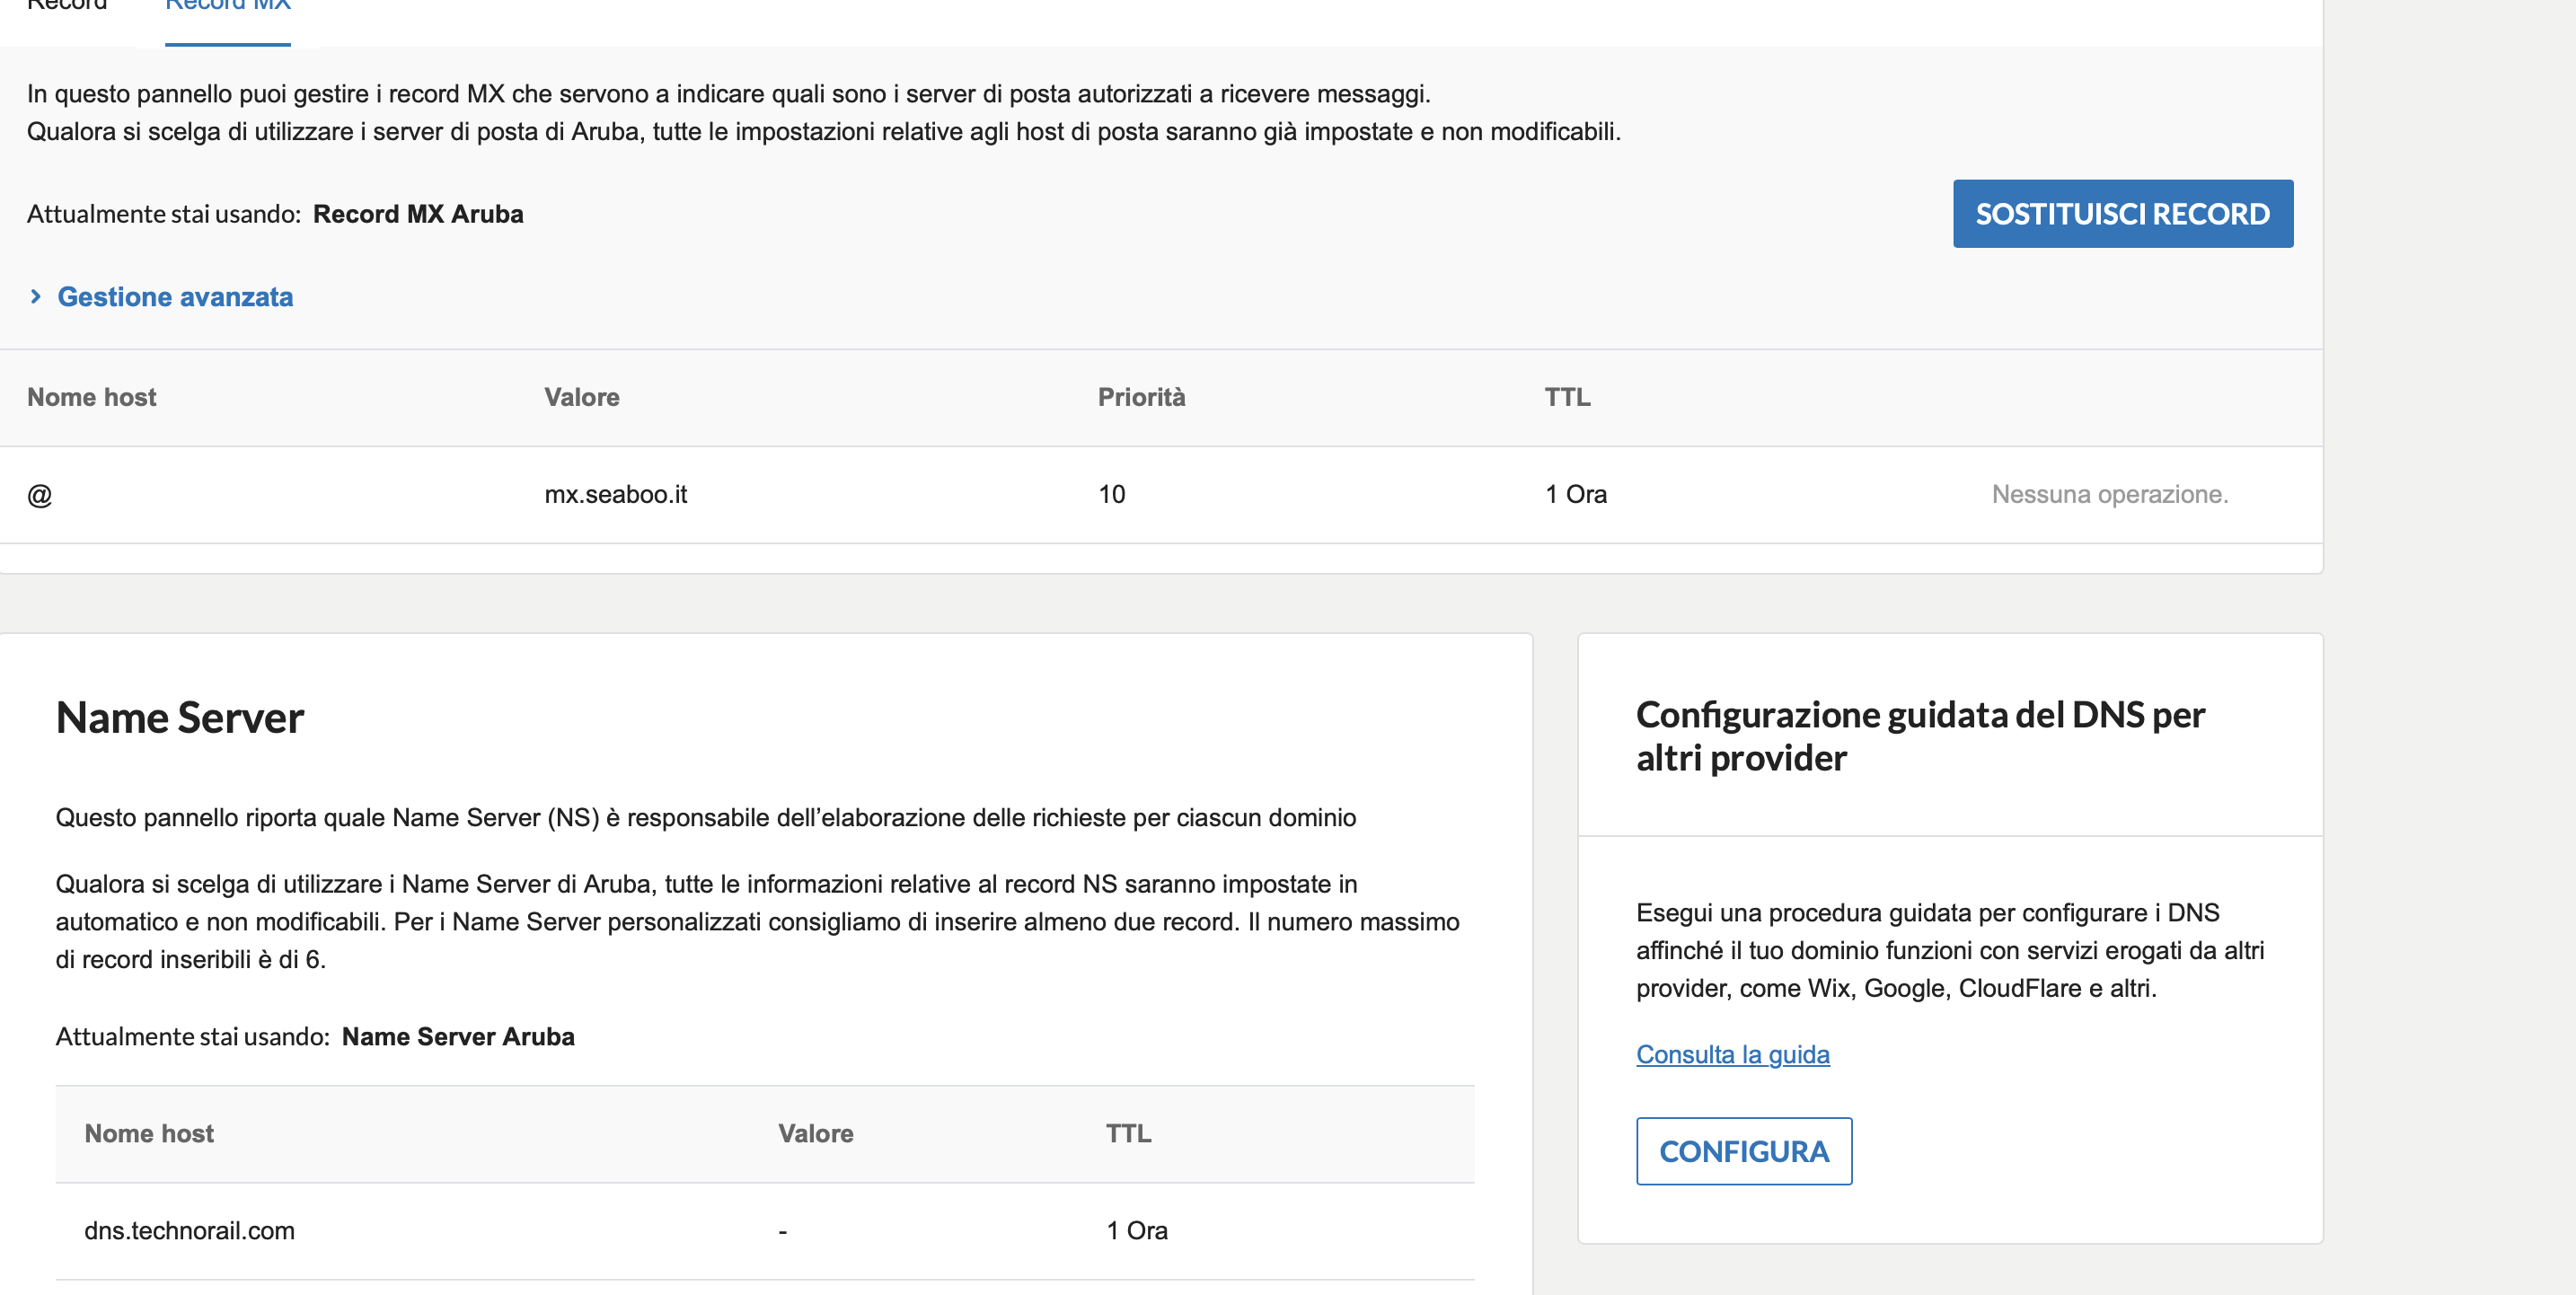 Record Record MX
In questo pannello puoi gestire i record MX che servono a indicare quali sono i server di posta autorizzati a ricevere messaggi.
Qualora si scelga di utilizzare i server di posta di Aruba, tutte le impostazioni relative agli host di posta saranno già impostate e non modificabili.
Attualmente stai usando: Record MX Aruba
SOSTITUISCI RECORD
Gestione avanzata
Nome host Valore Priorità TTL
@ mx.seaboo.it 10 1 Ora Nessuna operazione.
Name Server
Questo pannello riporta quale Name Server (NS) è responsabile dell’elaborazione delle richieste per ciascun dominio
Qualora si scelga di utilizzare i Name Server di Aruba, tutte le informazioni relative al record NS saranno impostate in
automatico e non modificabili. Per i Name Server personalizzati consigliamo di inserire almeno due record. Il numero massimo
di record inseribili è di 6.
Attualmente stai usando: Name Server Aruba
Nome host Valore TTL
dns.technorail.com - 1 Ora
Configurazione guidata del DNS per
altri provider
Esegui una procedura guidata per configurare i DNS
affinché il tuo dominio funzioni con servizi erogati da altri
provider, come Wix, Google, CloudFlare e altri.
Consulta la guida
CONFIGURA